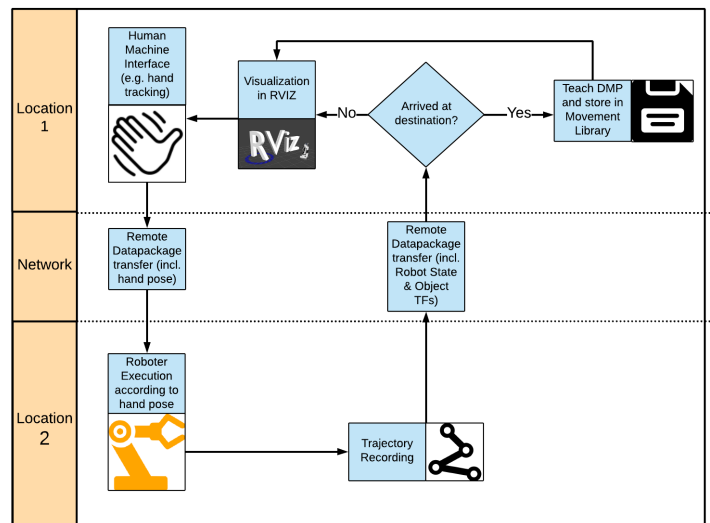 Location
1
Human
Machine
Interface
(e.g. hand
tracking)
Visualization
in RVIZ
RViz
No
Arrived at
destination?
Yes
Teach DMP
and store in
Movement
Library
Network
Remote
Datapackage
transfer (incl.
hand pose)
Remote
Datapackage
transfer (incl.
Robot State
& Object
TFs)
Location
2
Roboter
Execution
according to
hand pose
Trajectory
Recording